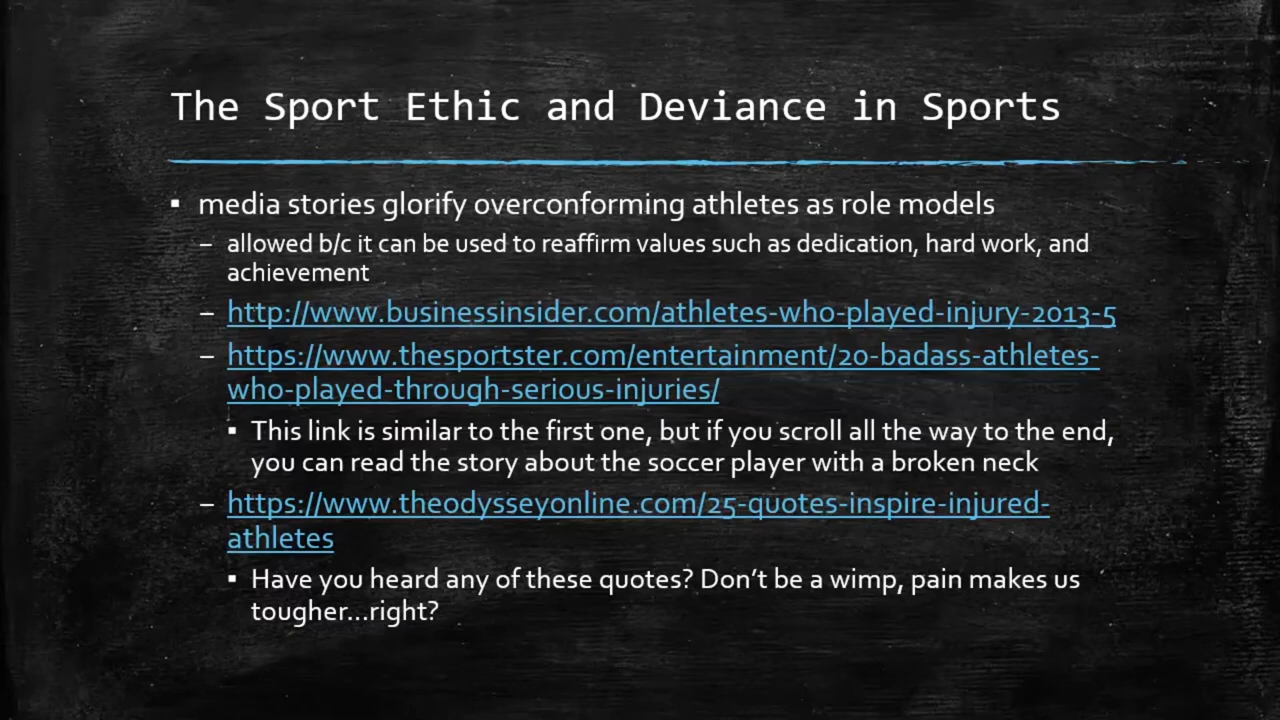 The Sport Ethic and Deviance in Sports
▪ media stories glorify overconforming athletes as role models
– allowed b/c it can be used to reaffirm values such as dedication, hard work, and
achievement
– http://www.businessinsider.com/athletes-who-played-injury-2013-5
– https://www.thesportster.com/entertainment/20-badass-athletes-
who-played-through-serious-injuries/
▪ This link is similar to the first one, but if you scroll all the way to the end,
you can read the story about the soccer player with a broken neck
– https://www.theodysseyonline.com/25-quotes-inspire-injured-
athletes
▪ Have you heard any of these quotes? Don’t be a wimp, pain makes us
tougher…right?